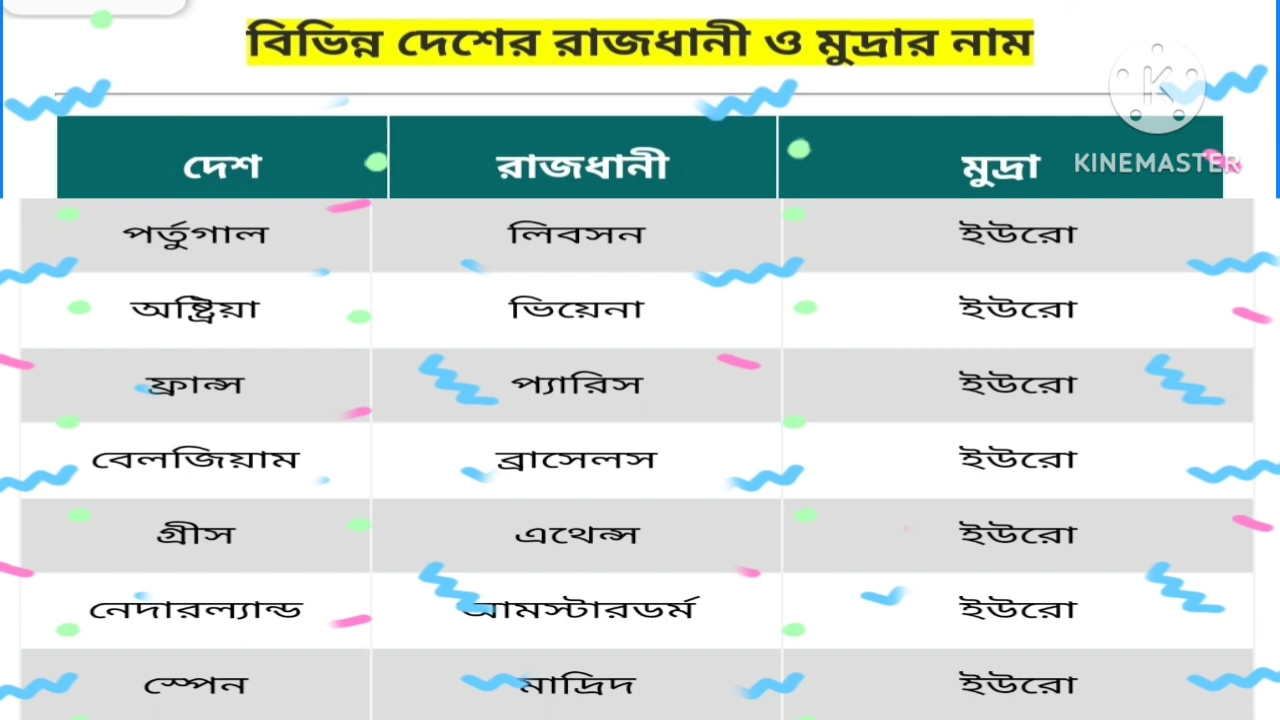 বিভিন্ন দেশের রাজধানী ও মুদ্রার নাম
দেশ রাজধানী মুদ্রা
KINEMASTER
পর্তুগাল লিবসন ইউরো
অষ্ট্রিয়া ভিয়েনা ইউরো
ফ্রান্স প্যারিস ইউরো
বেলজিয়াম ব্রাসেলস ইউরো
গ্রীস এথেন্স ইউরো
নেদারল্যান্ড আমস্টারডর্ম ইউরো
স্পেন মাদ্রিদ ইউরো